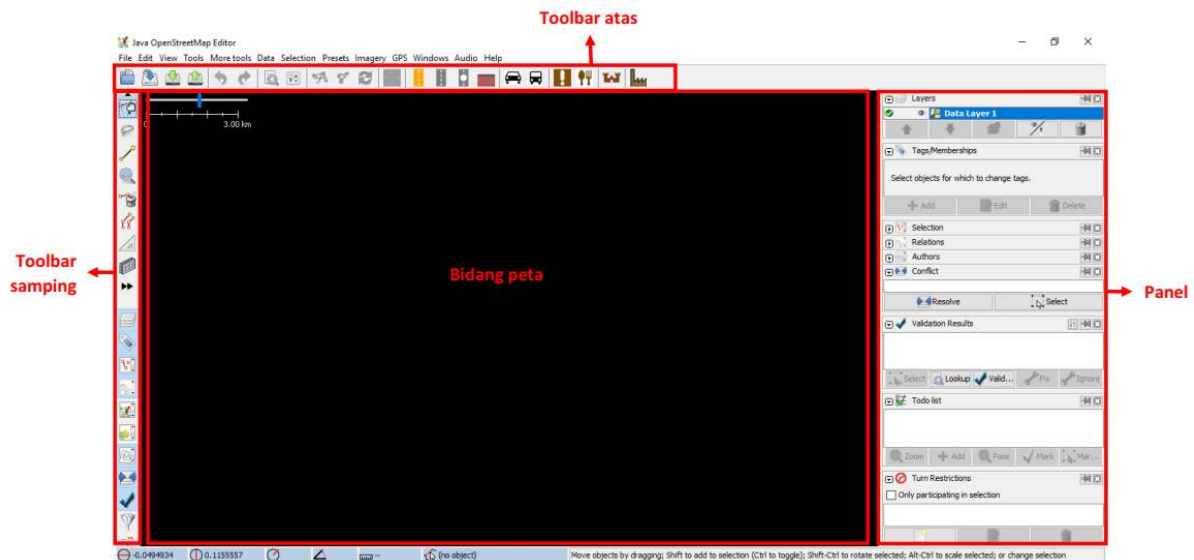 Toolbar atas
Java OpenStreetMap Editor
File Edit View Tools More tools Data Selection Presets Imagery GPS Windows Audio Help
Layers
0 3.00 km
Data Layer 1
Tags/Memberships
Select objects for which to change tags.
Add Edit Delete
Selection
Relations
Toolbar samping
Authors
Bidang peta
Conflict
Panel
Resolve Select
Validation Results
Select Lookup Valid... Fix Ignore
Todo list
Zoom Add Pass Mark Mar...
Turn Restrictions
Only participating in selection
-0.0494934 0.1155557 -- (no object) Move objects by dragging; Shift to add to selection (Ctrl to toggle); Shift-Ctrl to rotate selected; Alt-Ctrl to scale selected; or change selection